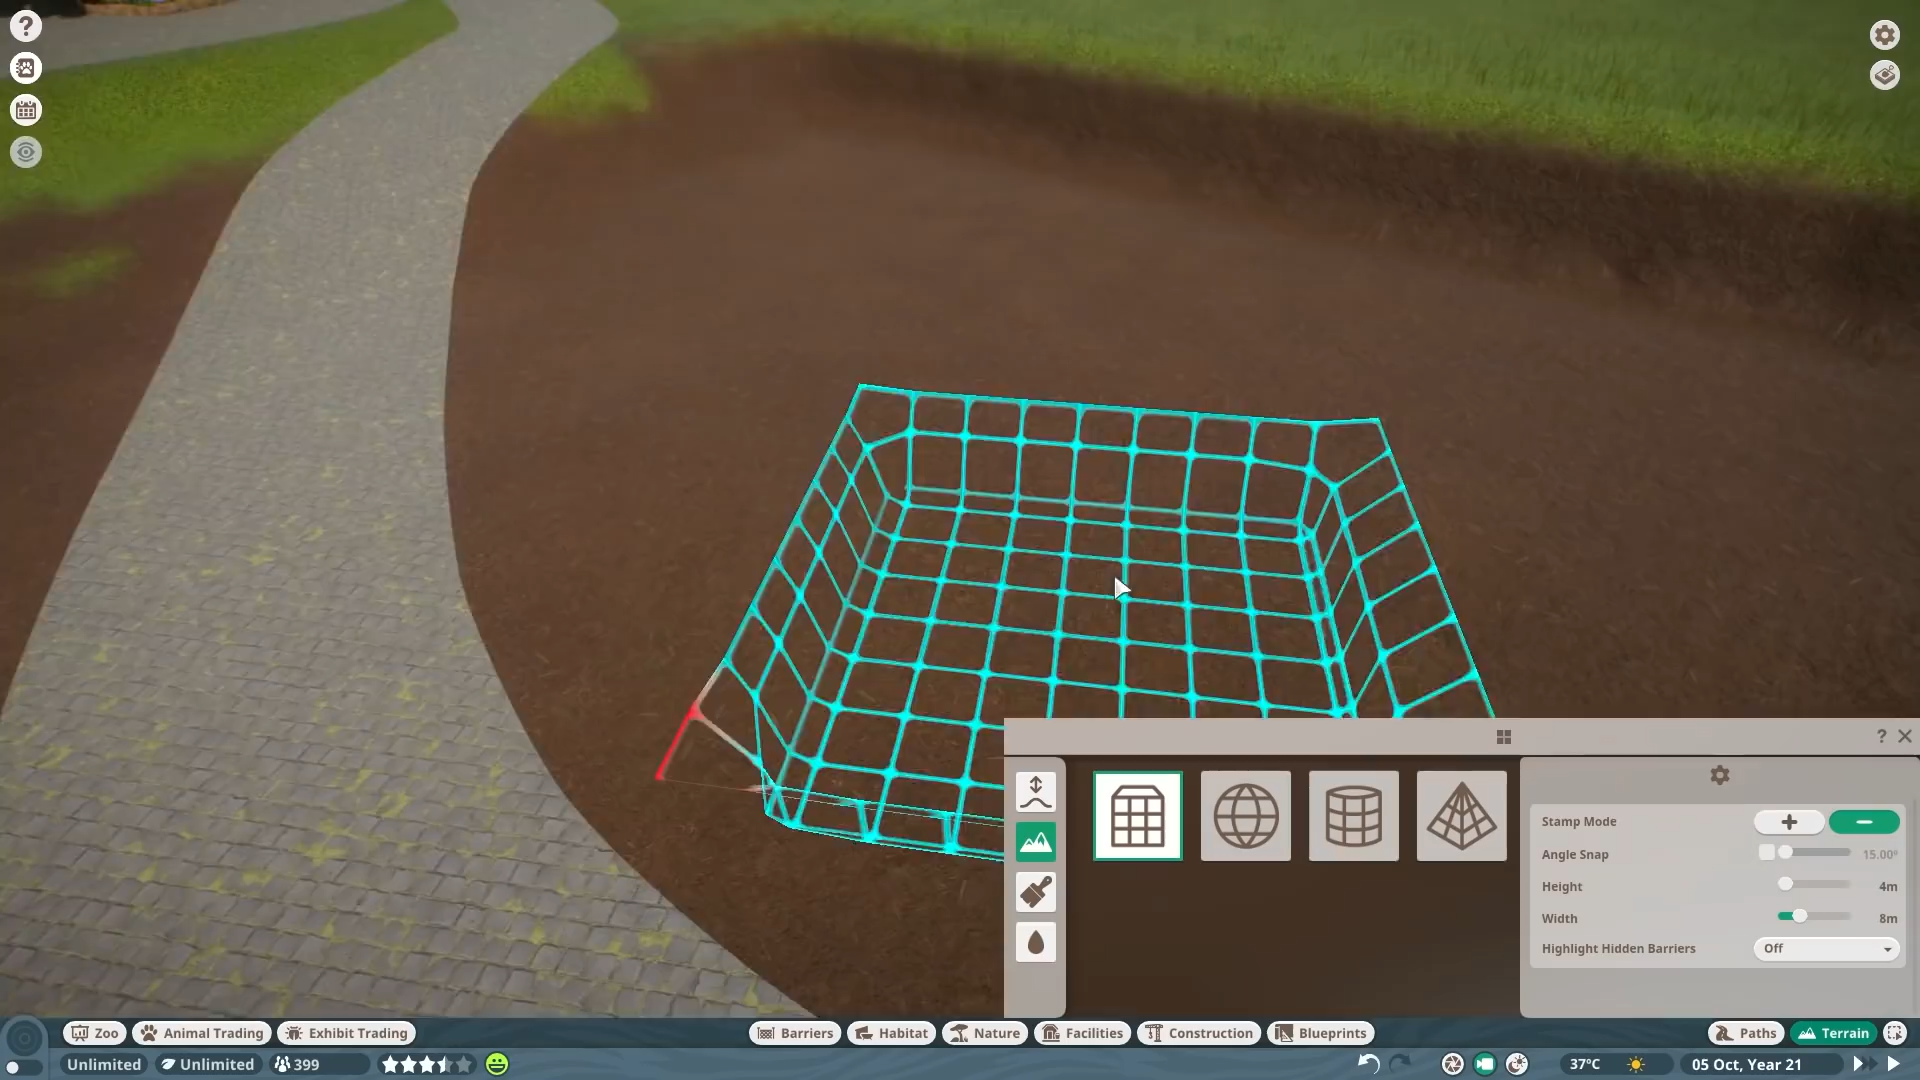 ?
?
Stamp Mode
Angle Snap 15.00°
Height 4m
Width 8m
Highlight Hidden Barriers Off
Zoo Animal Trading Exhibit Trading Barriers Habitat Nature Facilities Construction Blueprints Paths Terrain
Unlimited Unlimited 399 37°C 05 Oct, Year 21